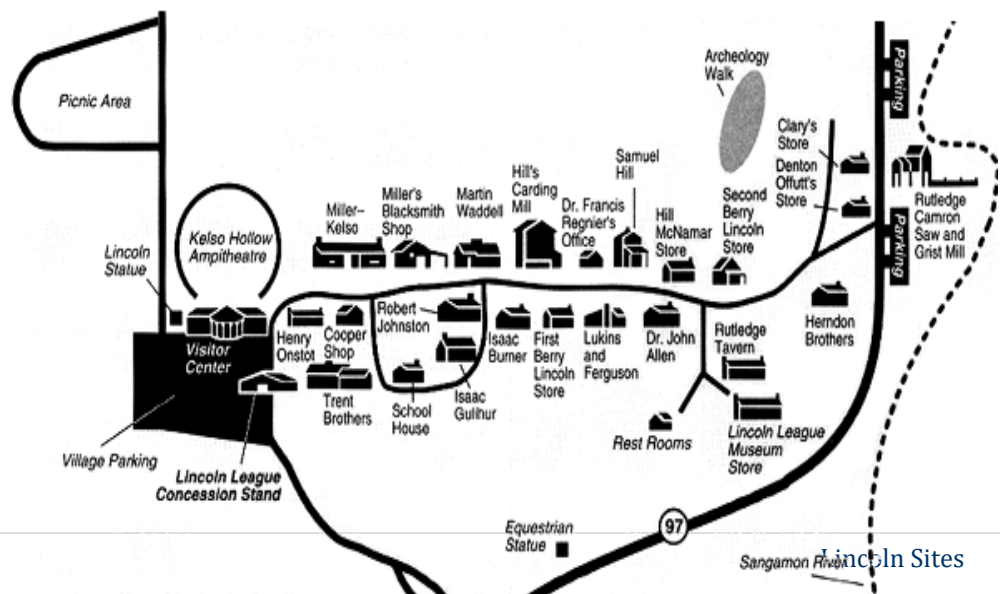 Archeology
Walk
Parking
Picnic Area
Clary's
Store
Denton
Offutt's
Store
Samuel
Hill
Hill's
Carding
Mill
Miller's
Blacksmith
Shop
Martin
Waddell
Miller–
Kelso
Dr. Francis
Regnier's
Office
Hill
McNamar
Store
Second
Berry
Lincoln
Store
Rutledge
Camron
Saw and
Grist Mill
Parking
Kelso Hollow
Ampitheatre
Lincoln
Statue
Visitor
Center
Henry
Onstot
Cooper
Shop
Robert
Johnston
Isaac
Burner
First
Berry
Lincoln
Store
Lukins
and
Ferguson
Dr. John
Allen
Rutledge
Tavern
Herndon
Brothers
Trent
Brothers
School
House
Isaac
Gulihur
Rest Rooms
Lincoln League
Museum
Store
Village Parking
Lincoln League
Concession Stand
Equestrian
Statue
97
Sangamon River
Lincoln Sites